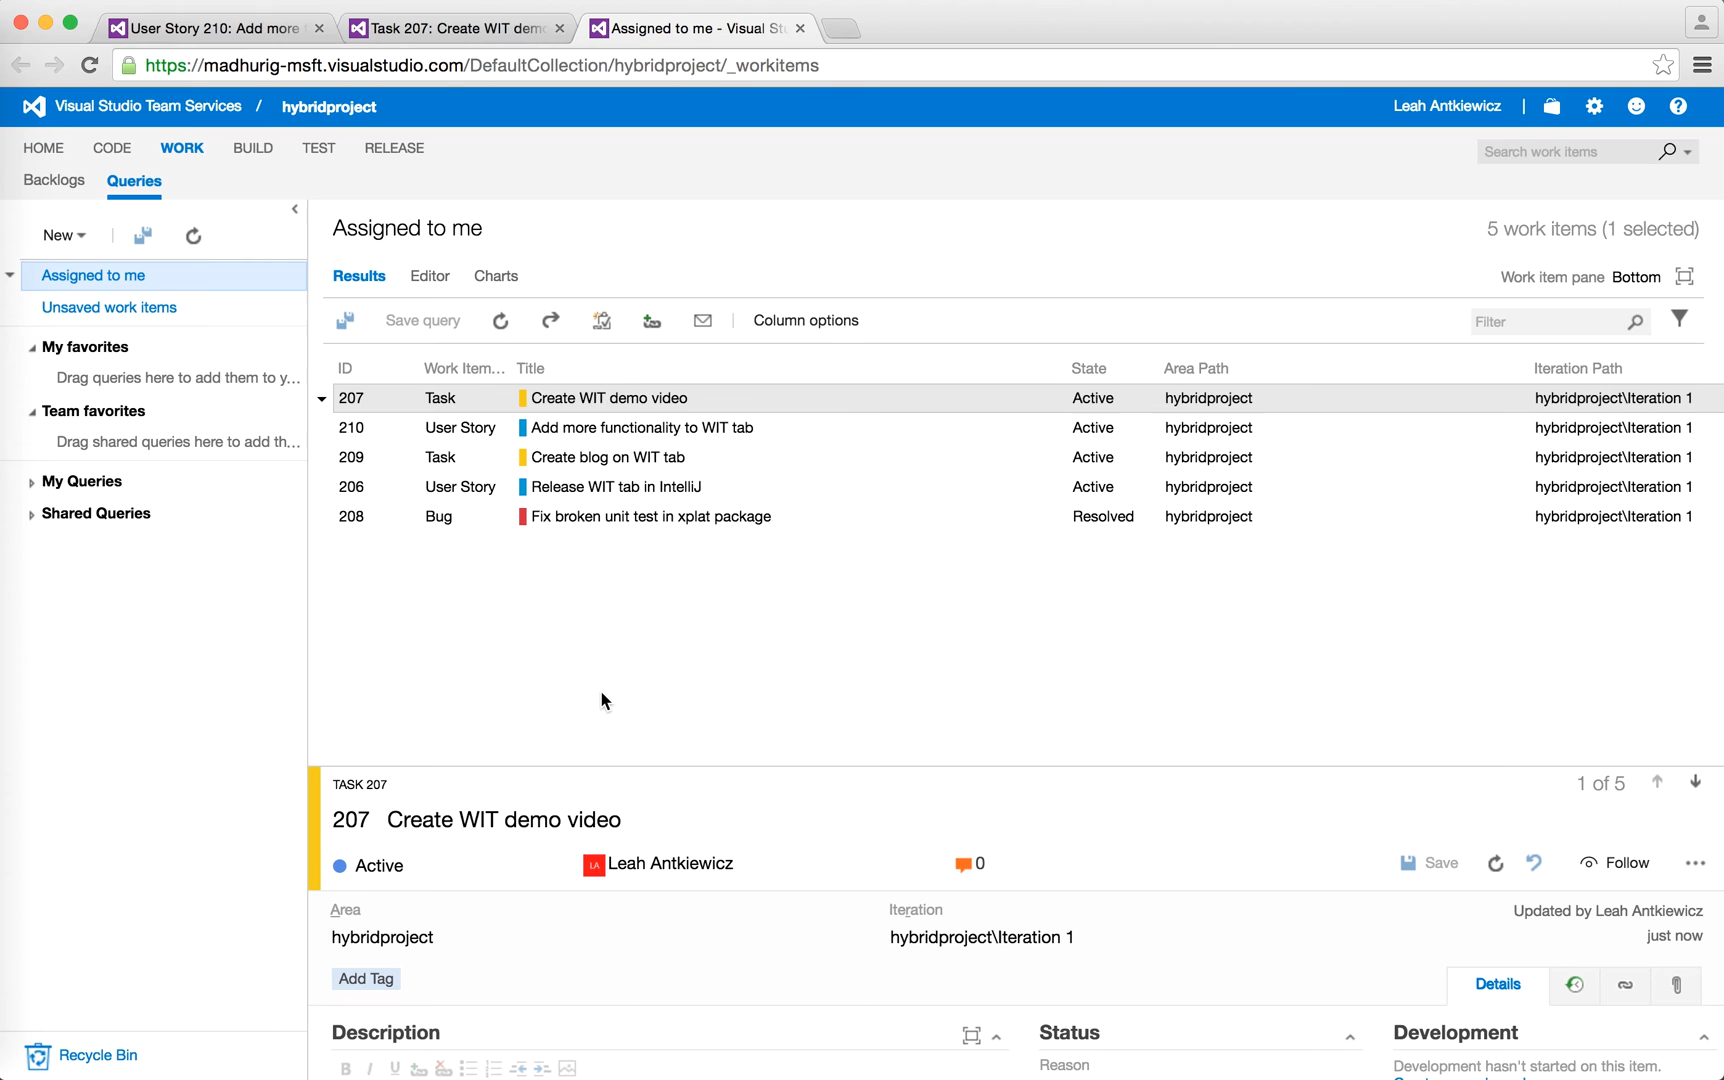 User Story 210: Add more
Task 207: Create WIT dem
Assigned to me - Visual St
https://madhurig-msft.visualstudio.com/DefaultCollection/hybridproject/_workitems
Visual Studio Team Services / hybridproject
Leah Antkiewicz
HOME CODE WORK BUILD TEST RELEASE
Search work items
Backlogs Queries
New
Assigned to me
Unsaved work items
My favorites
Drag queries here to add them to y...
Team favorites
Drag shared queries here to add th...
My Queries
Shared Queries
Recycle Bin
Assigned to me
5 work items (1 selected)
Results Editor Charts
Work item pane Bottom
Save query
Column options
Filter
ID Work Item... Title State Area Path Iteration Path
207 Task Create WIT demo video Active hybridproject hybridproject\Iteration 1
210 User Story Add more functionality to WIT tab Active hybridproject hybridproject\Iteration 1
209 Task Create blog on WIT tab Active hybridproject hybridproject\Iteration 1
206 User Story Release WIT tab in IntelliJ Active hybridproject hybridproject\Iteration 1
208 Bug Fix broken unit test in xplat package Resolved hybridproject hybridproject\Iteration 1
TASK 207
1 of 5
207 Create WIT demo video
Active
LA Leah Antkiewicz
0
Save
Follow
Area
hybridproject
Iteration
hybridproject\Iteration 1
Updated by Leah Antkiewicz
just now
Add Tag
Details
Description
B I U
Status
Reason
Development
Development hasn't started on this item.